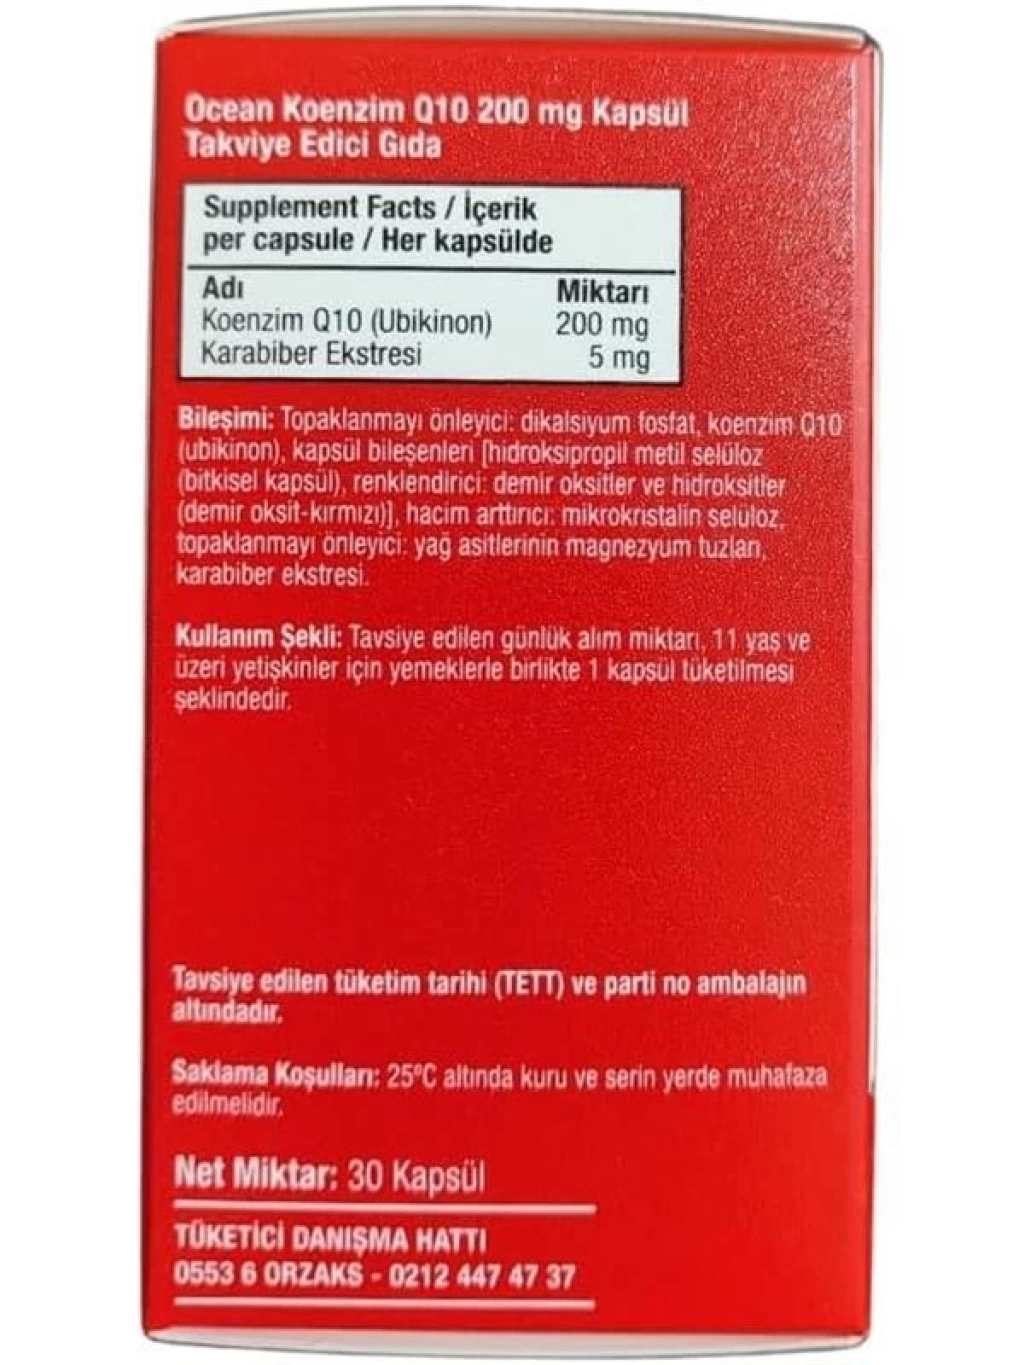 Ocean Koenzim Q10 200 mg Kapsül
Takviye Edici Gıda
Supplement Facts / İçerik
per capsule / Her kapsülde
Adı Miktarı
Koenzim Q10 (Ubikinon) 200 mg
Karabiber Ekstresi 5 mg
Bileşimi: Topaklanmayı önleyici: dikalsiyum fosfat, koenzim Q10
(ubikinon), kapsül bileşenleri [hidroksipropil metil selüloz
(bitkisel kapsül), renklendirici: demir oksitler ve hidroksitler
(demir oksit-kırmızı)], hacim arttırıcı: mikrokristalin selüloz,
topaklanmayı önleyici: yağ asitlerinin magnezyum tuzları,
karabiber ekstresi.
Kullanım Şekli: Tavsiye edilen günlük alım miktarı, 11 yaş ve
üzeri yetişkinler için yemeklerle birlikte 1 kapsül tüketilmesi
şeklindedir.
Tavsiye edilen tüketim tarihi (TETT) ve parti no ambalajın
altındadır.
Saklama Koşulları: 25°C altında kuru ve serin yerde muhafaza
edilmelidir.
Net Miktar: 30 Kapsül
TÜKETİCİ DANIŞMA HATTI
0553 6 ORZAKS - 0212 447 47 37